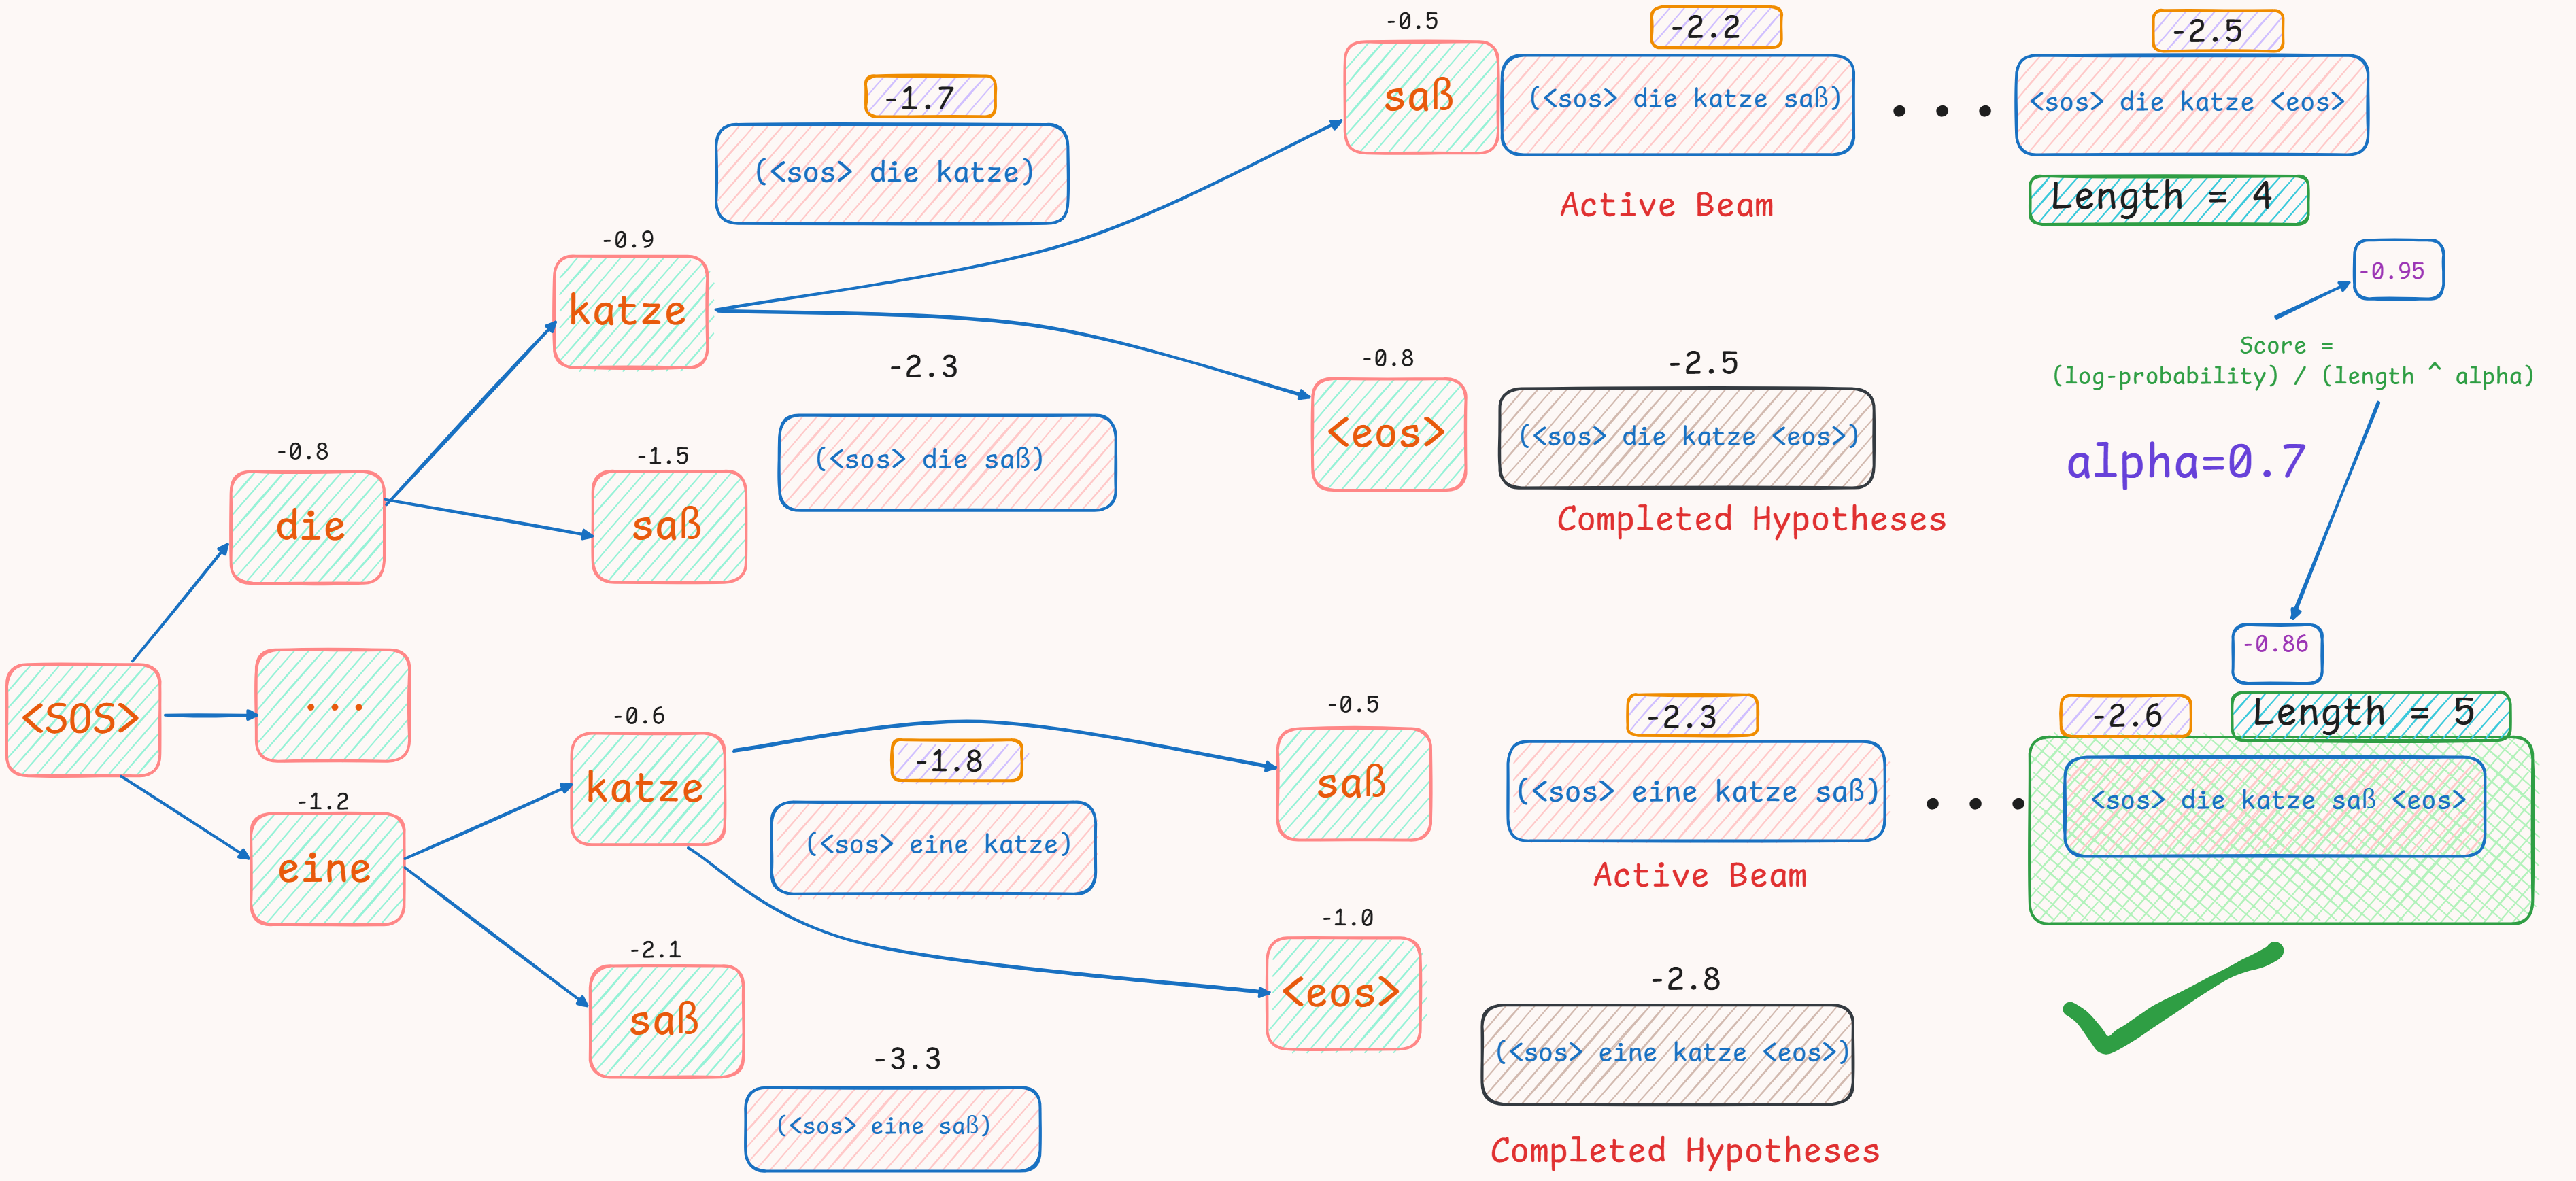 -0.5
-2.2
-2.5
saß
(<sos> die katze saß)
. . .
<sos> die katze <eos>
Active Beam
Length = 4
-1.7
(<sos> die katze)
-0.9
katze
-0.95
Score =
(log-probability) / (length ^ alpha)
alpha=0.7
-2.3
(<sos> die saß)
-0.8
<eos>
-2.5
(<sos> die katze <eos>)
Completed Hypotheses
-0.8
die
-1.5
saß
<SOS>
...
-1.2
eine
-0.6
katze
-1.8
(<sos> eine katze)
-0.5
saß
-2.3
(<sos> eine katze saß)
Active Beam
. . .
-0.86
-2.6
Length = 5
<sos> die katze saß <eos>
-2.1
saß
-3.3
(<sos> eine saß)
-1.0
<eos>
-2.8
(<sos> eine katze <eos>)
Completed Hypotheses